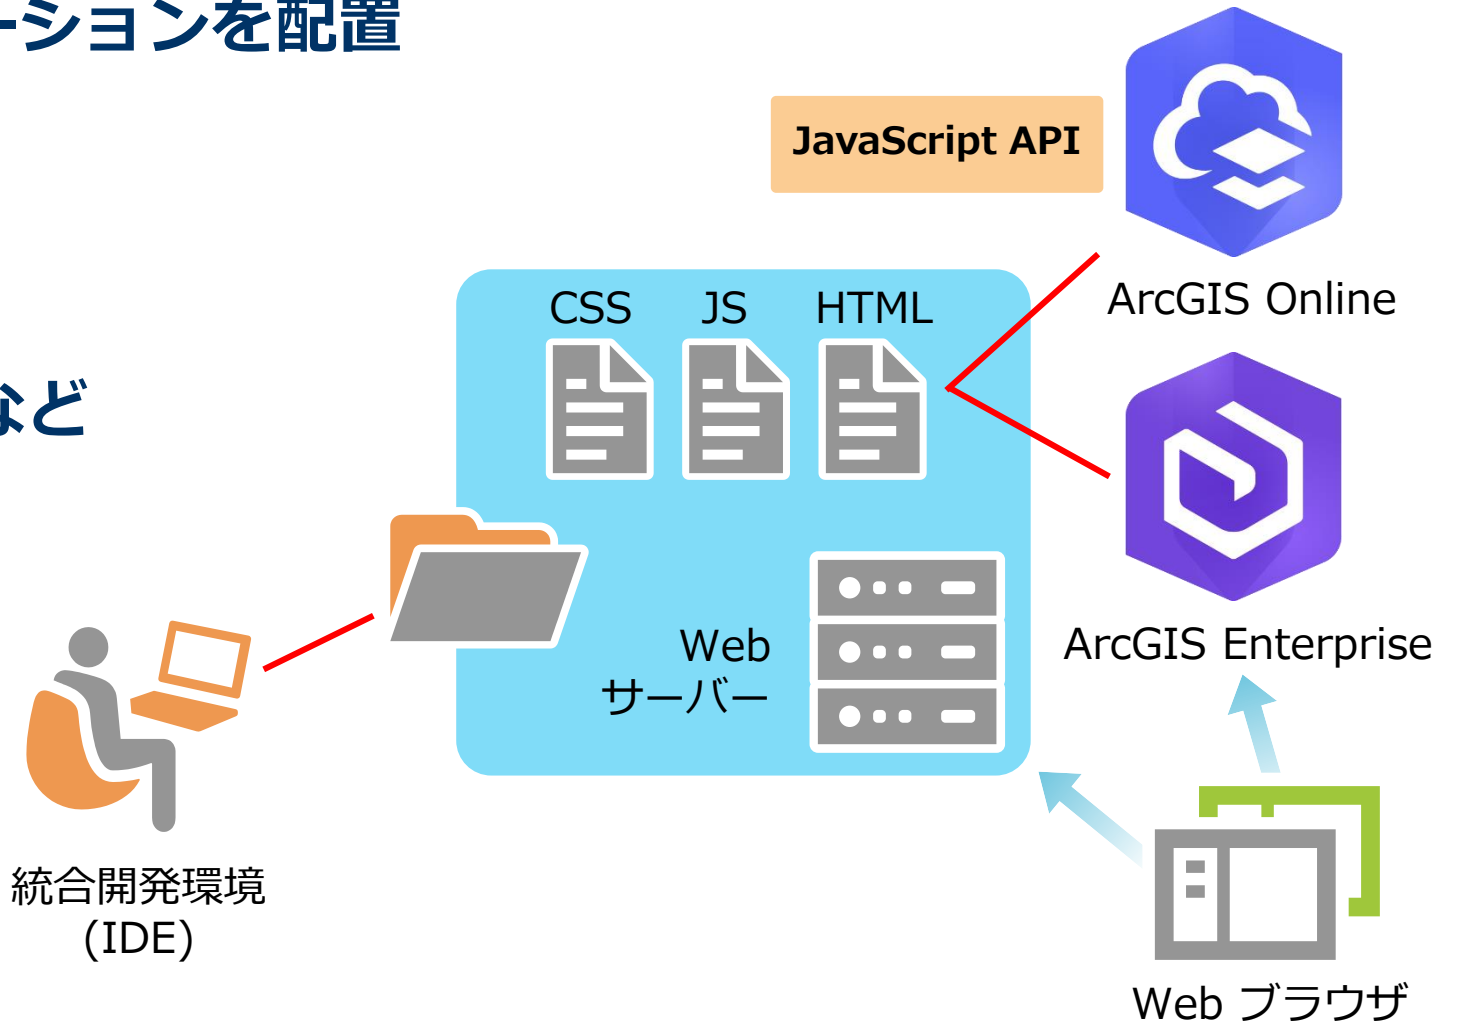 ーションを配置
JavaScript API
CSS JS HTML
ArcGIS Online
など
Web
サーバー
ArcGIS Enterprise
統合開発環境
(IDE)
Web ブラウザ